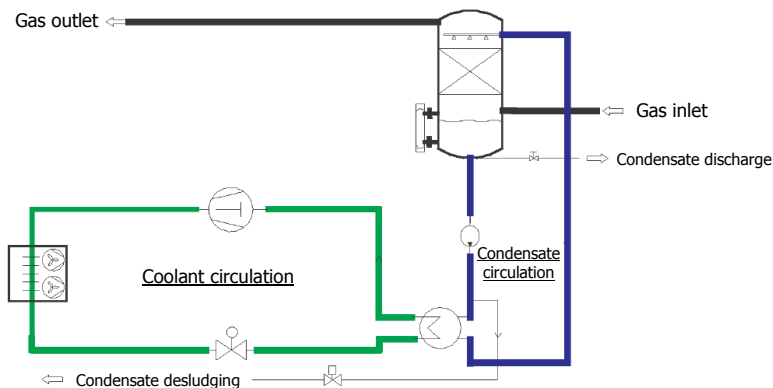 Gas outlet
Gas inlet
Condensate discharge
Condensate
circulation
Coolant circulation
Condensate desludging